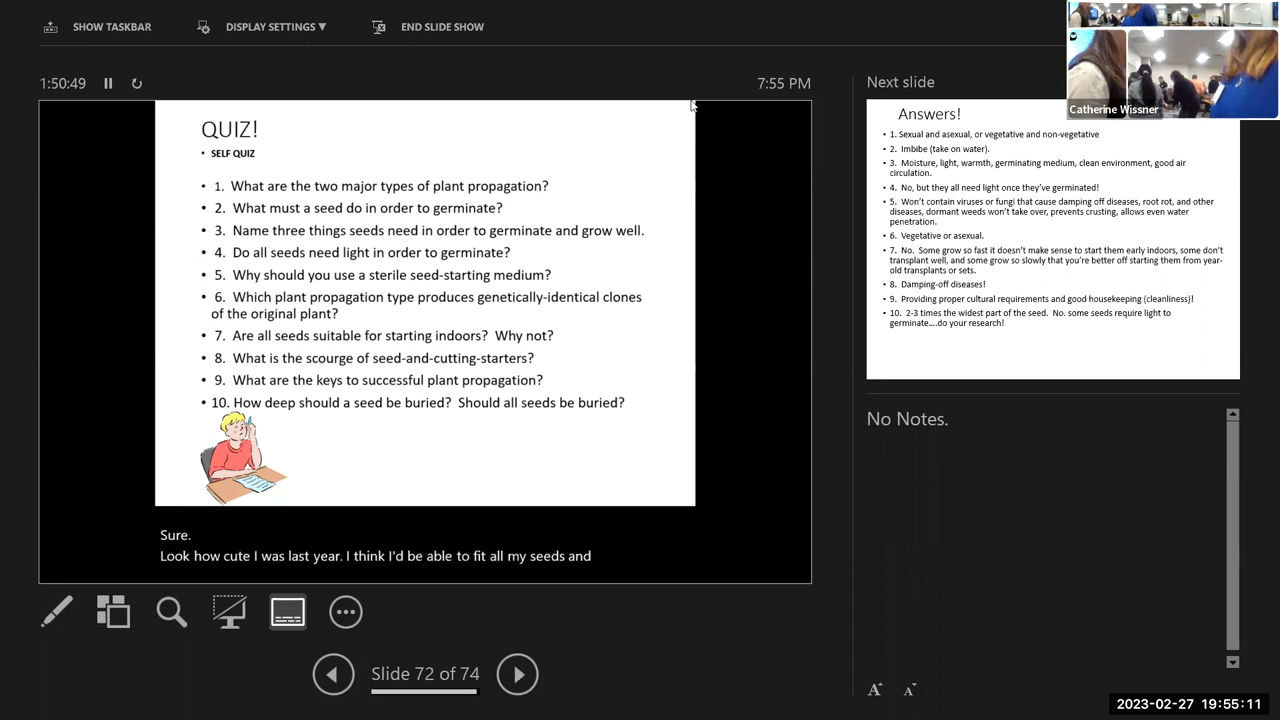 SHOW TASKBAR
DISPLAY SETTINGS ▼
END SLIDE SHOW
1:50:49
7:55 PM
QUIZ!
• SELF QUIZ
• 1. What are the two major types of plant propagation?
• 2. What must a seed do in order to germinate?
• 3. Name three things seeds need in order to germinate and grow well.
• 4. Do all seeds need light in order to germinate?
• 5. Why should you use a sterile seed-starting medium?
• 6. Which plant propagation type produces genetically-identical clones
of the original plant?
• 7. Are all seeds suitable for starting indoors? Why not?
• 8. What is the scourge of seed-and-cutting-starters?
• 9. What are the keys to successful plant propagation?
• 10. How deep should a seed be buried? Should all seeds be buried?
Sure.
Look how cute I was last year. I think I'd be able to fit all my seeds and
Slide 72 of 74
Next slide
Catherine Wissner
Answers!
• 1. Sexual and asexual, or vegetative and non-vegetative
• 2. Imbibe (take on water).
• 3. Moisture, light, warmth, germinating medium, clean environment, good air
circulation.
• 4. No, but they all need light once they've germinated!
• 5. Won't contain viruses or fungi that cause damping off diseases, root rot, and other
diseases, dormant weeds won't take over, prevents crusting, allows even water
penetration.
• 6. Vegetative or asexual.
• 7. No. Some grow so fast it doesn't make sense to start them early indoors, some don't
transplant well, and some grow so slowly that you're better off starting them from year-
old transplants or sets.
• 8. Damping-off diseases!
• 9. Providing proper cultural requirements and good housekeeping (cleanliness)!
• 10. 2-3 times the widest part of the seed. No. some seeds require light to
germinate….do your research!
No Notes.
A A
2023-02-27 19:55:11